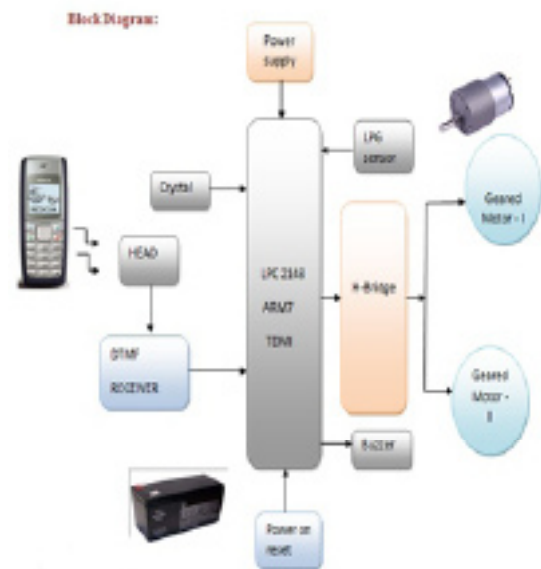 Block Diagram:
Power
supply
LPG
sensor
Crystal
Geared
Motor - I
HEAD
LPC 2148
ARM7
TDMI
H-Bridge
DTMF
RECEIVER
Geared
Motor -
II
Buzzer
Power on
reset